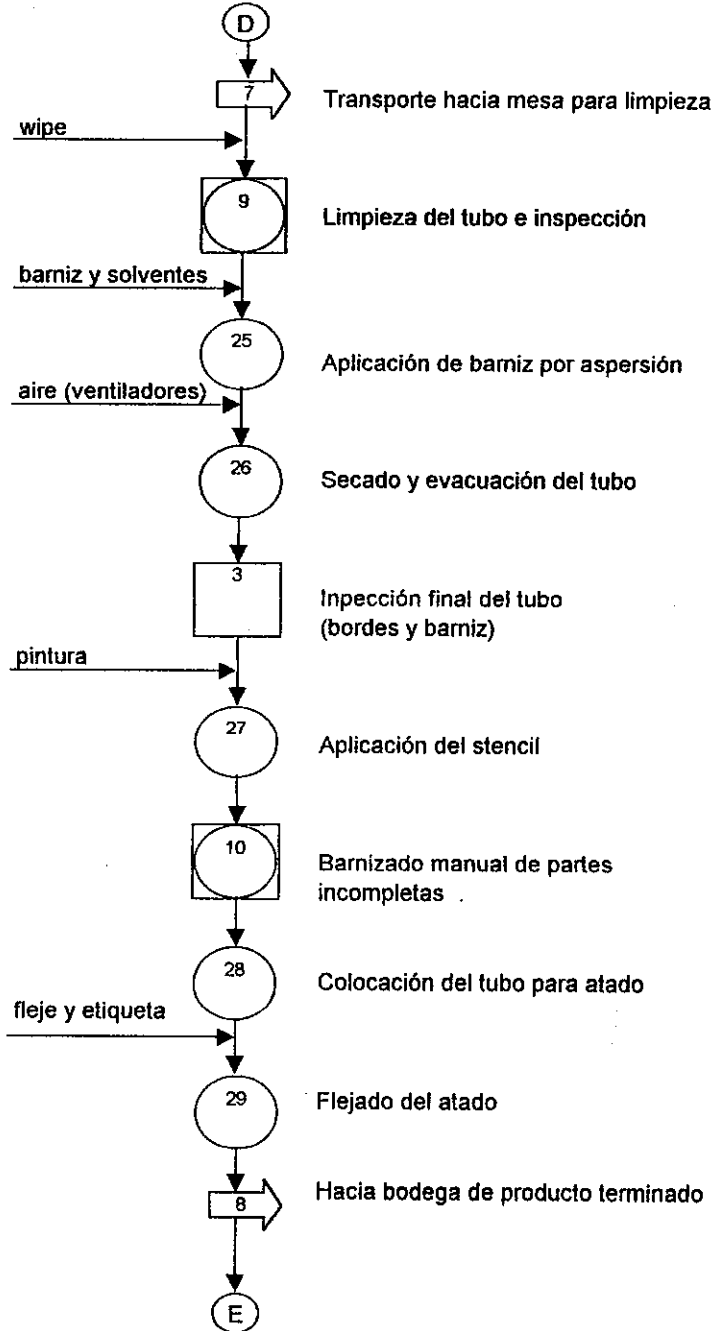 D
7
Transporte hacia mesa para limpieza
wipe
9
Limpieza del tubo e inspección
barniz y solventes
25
Aplicación de barniz por aspersión
aire (ventiladores)
26
Secado y evacuación del tubo
3
Inpección final del tubo
(bordes y barniz)
pintura
27
Aplicación del stencil
10
Barnizado manual de partes
incompletas
28
Colocación del tubo para atado
fleje y etiqueta
29
Flejado del atado
8
Hacia bodega de producto terminado
E